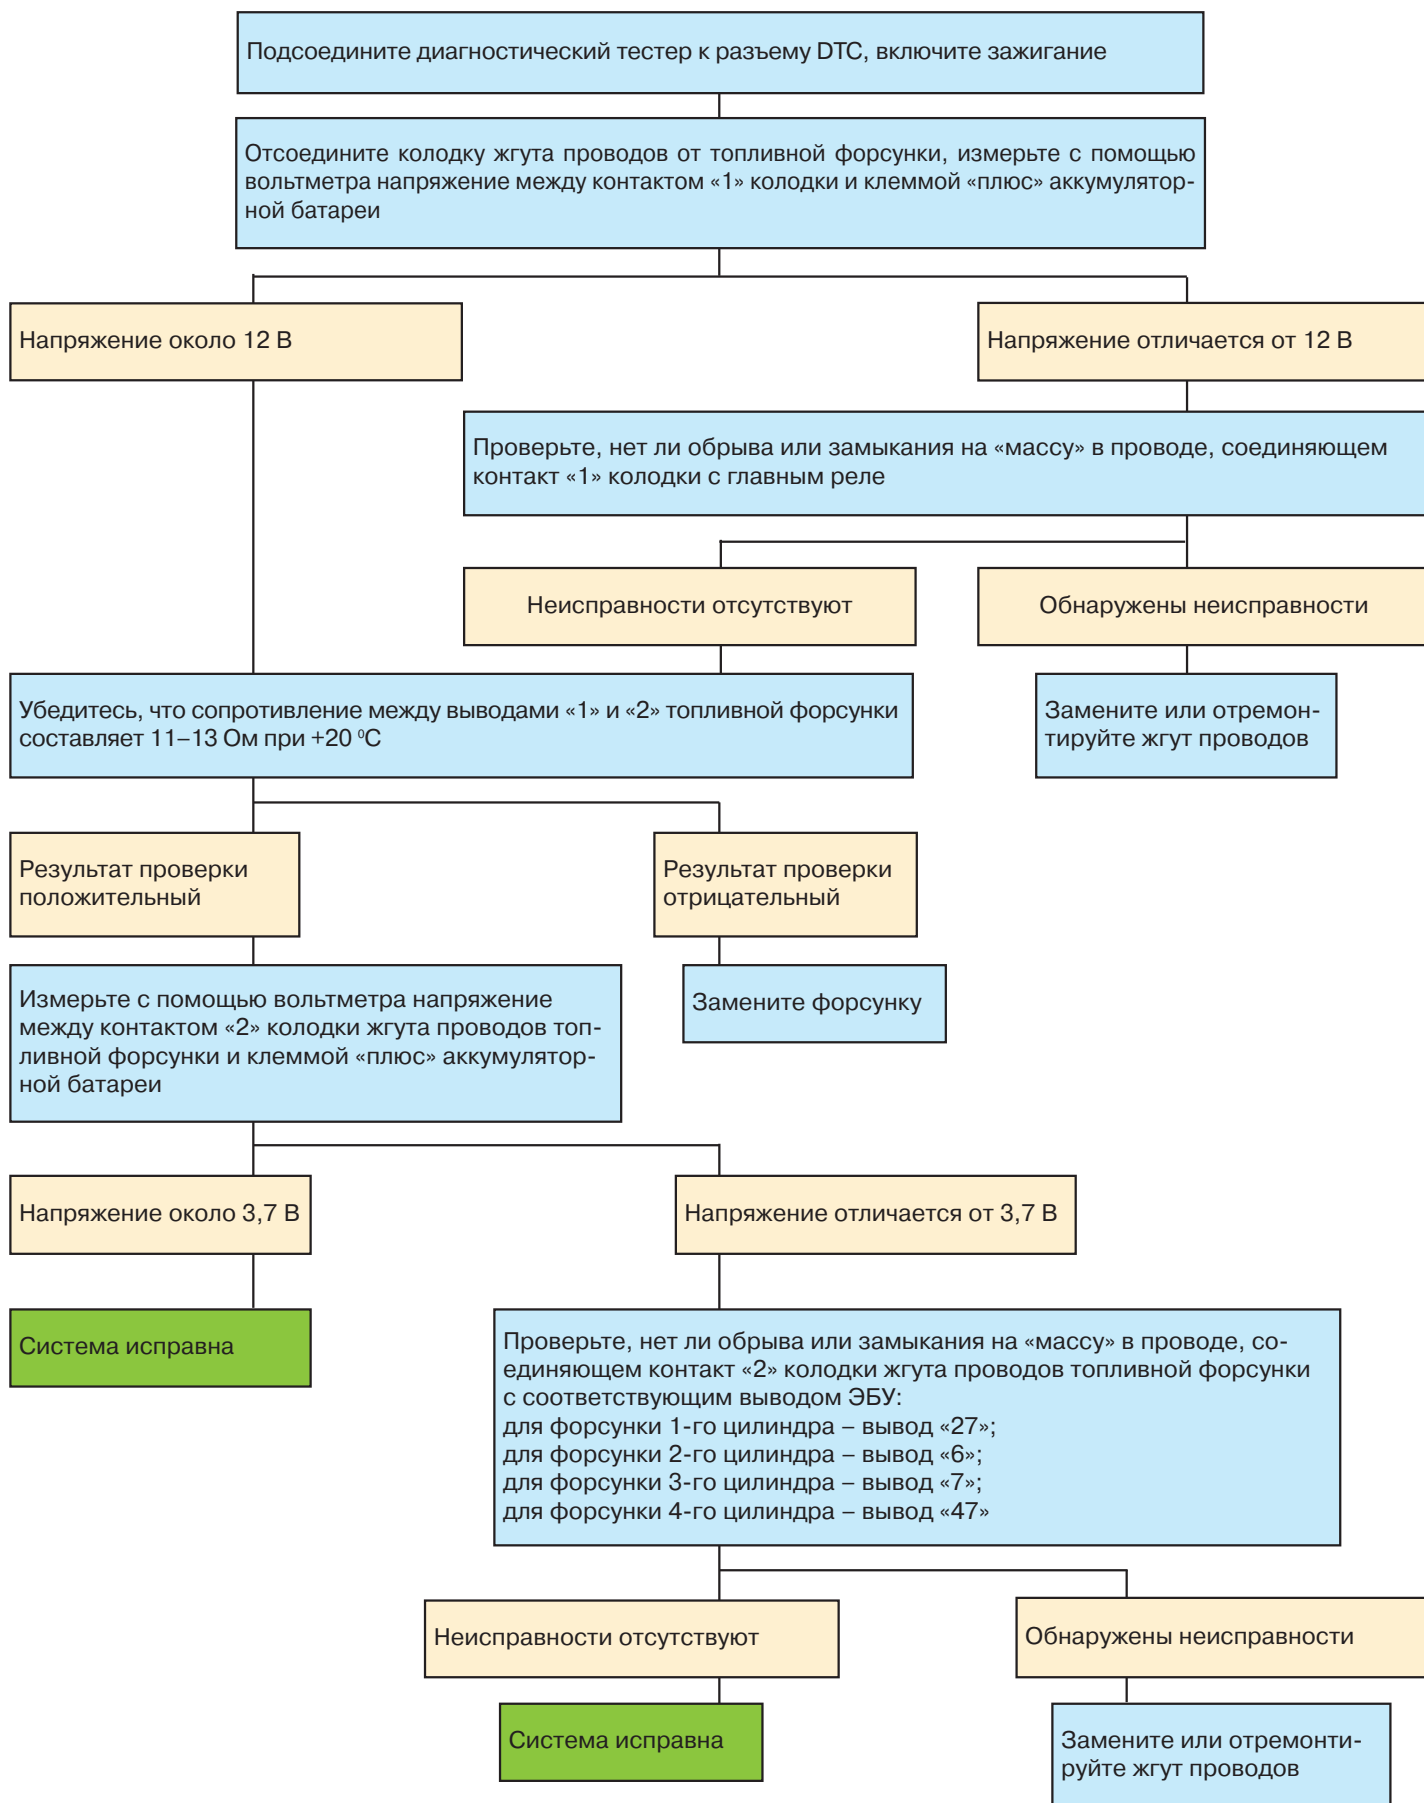 Подсоедините диагностический тестер к разъему DTC, включите зажигание
Отсоедините колодку жгута проводов от топливной форсунки, измерьте с помощью
вольтметра напряжение между контактом «1» колодки и клеммой «плюс» аккумулятор-
ной батареи
Напряжение около 12 В
Напряжение отличается от 12 В
Проверьте, нет ли обрыва или замыкания на «массу» в проводе, соединяющем
контакт «1» колодки с главным реле
Неисправности отсутствуют
Обнаружены неисправности
Убедитесь, что сопротивление между выводами «1» и «2» топливной форсунки
составляет 11–13 Ом при +20 ⁰С
Замените или отремон-
тируйте жгут проводов
Результат проверки
положительный
Результат проверки
отрицательный
Измерьте с помощью вольтметра напряжение
между контактом «2» колодки жгута проводов топ-
ливной форсунки и клеммой «плюс» аккумулятор-
ной батареи
Замените форсунку
Напряжение около 3,7 В
Напряжение отличается от 3,7 В
Система исправна
Проверьте, нет ли обрыва или замыкания на «массу» в проводе, со-
единяющем контакт «2» колодки жгута проводов топливной форсунки
с соответствующим выводом ЭБУ:
для форсунки 1-го цилиндра – вывод «27»;
для форсунки 2-го цилиндра – вывод «6»;
для форсунки 3-го цилиндра – вывод «7»;
для форсунки 4-го цилиндра – вывод «47»
Неисправности отсутствуют
Обнаружены неисправности
Система исправна
Замените или отремонти-
руйте жгут проводов